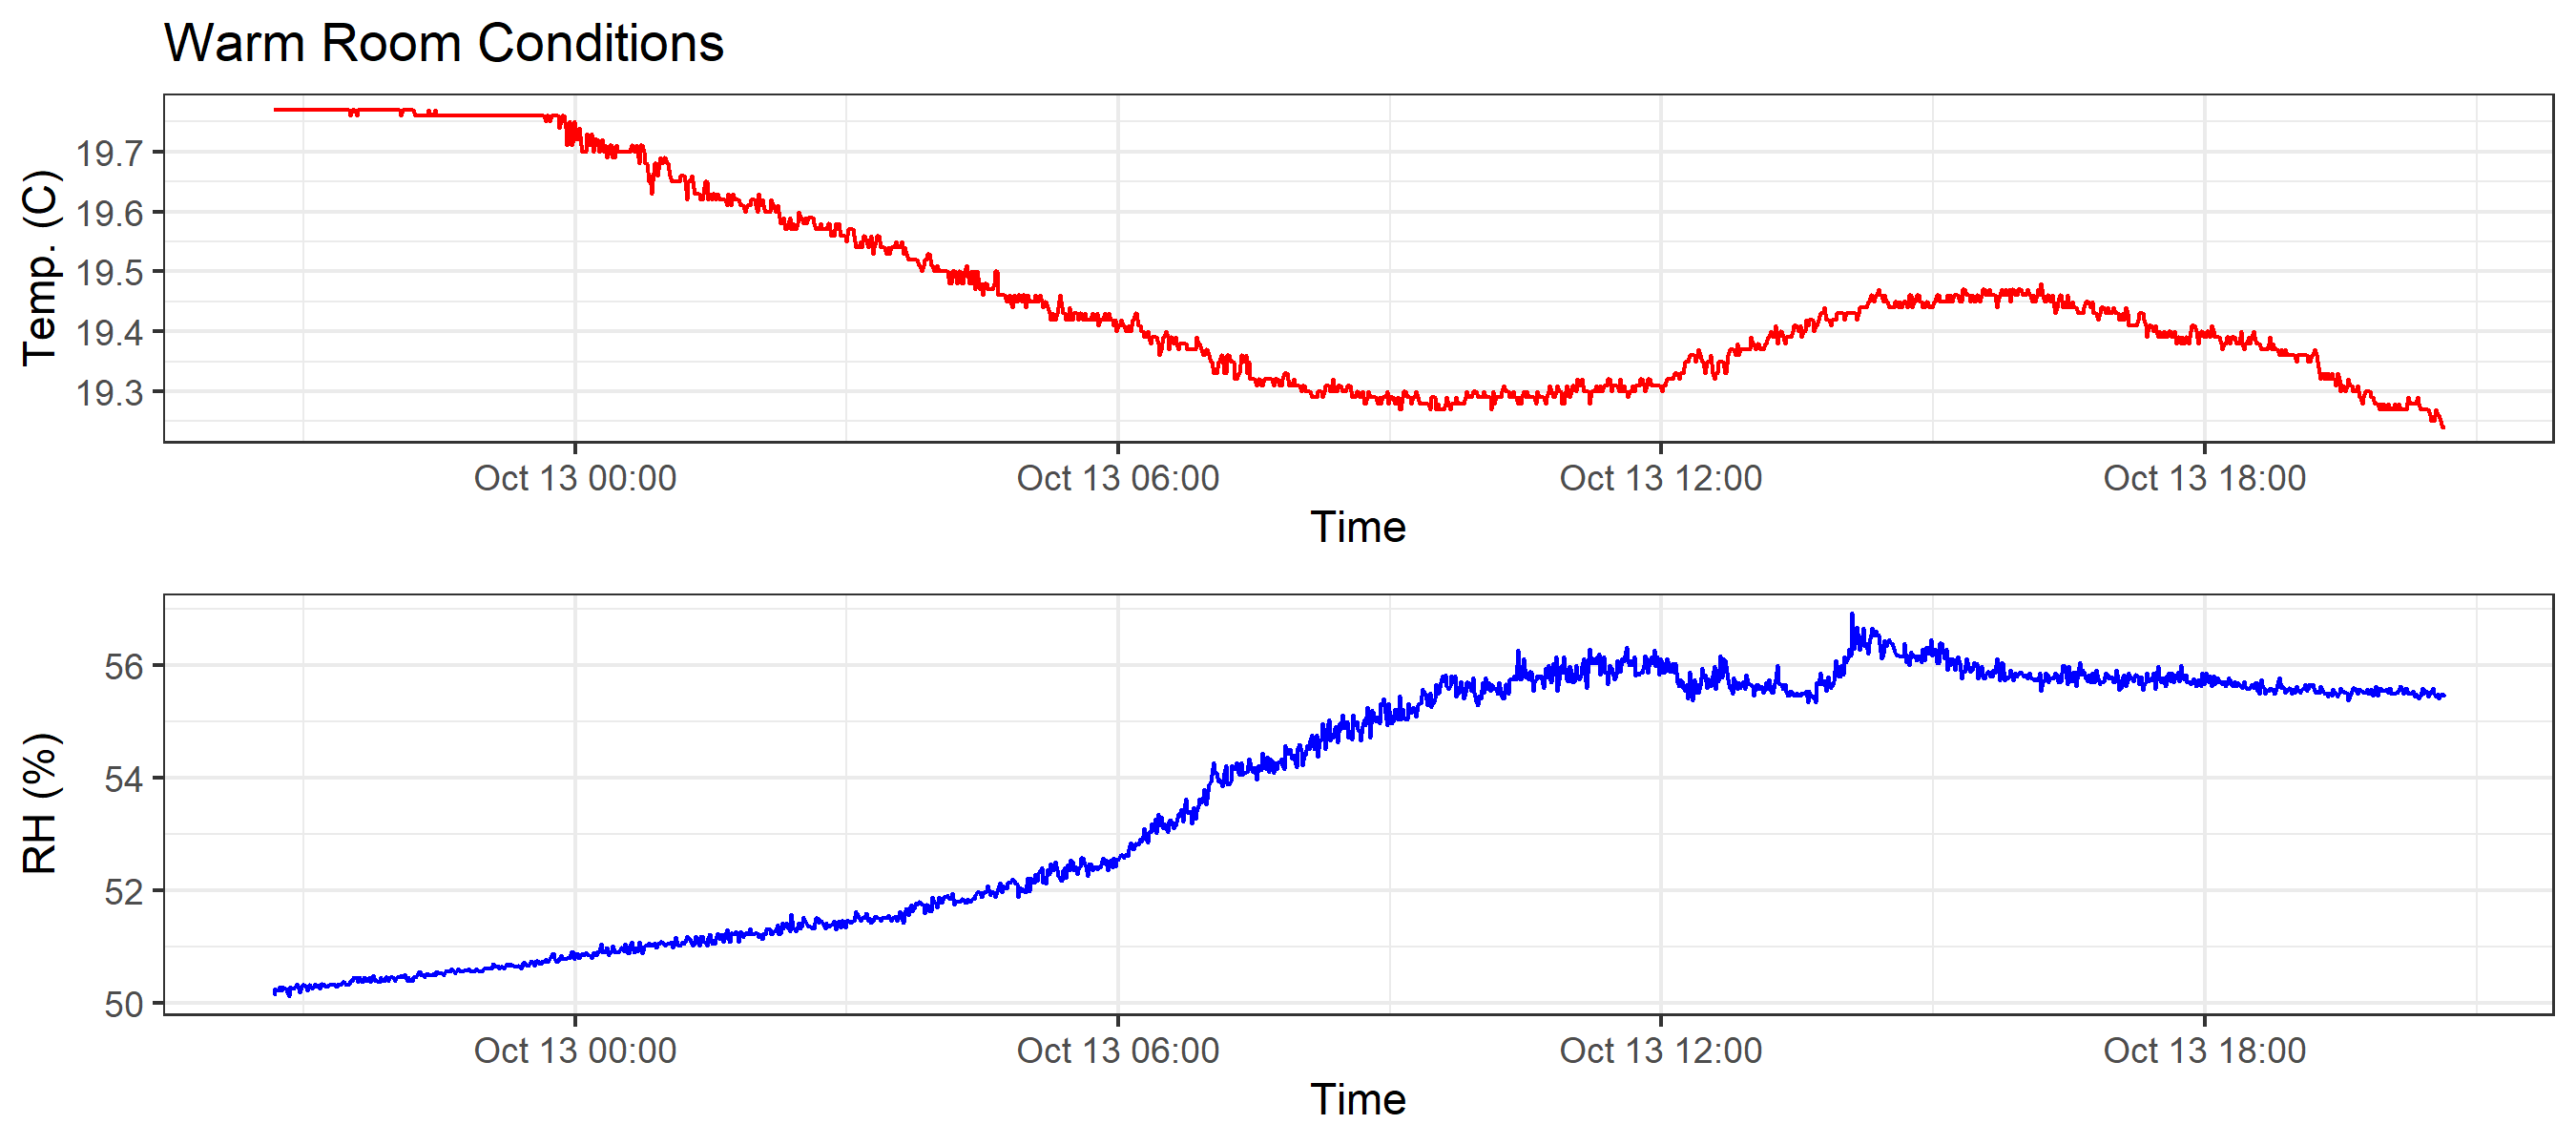 Warm Room Conditions
Temp. (C)
19.7
19.6
19.5
19.4
19.3
Oct 13 00:00 Oct 13 06:00 Oct 13 12:00 Oct 13 18:00
Time
RH (%)
56
54
52
50
Oct 13 00:00 Oct 13 06:00 Oct 13 12:00 Oct 13 18:00
Time